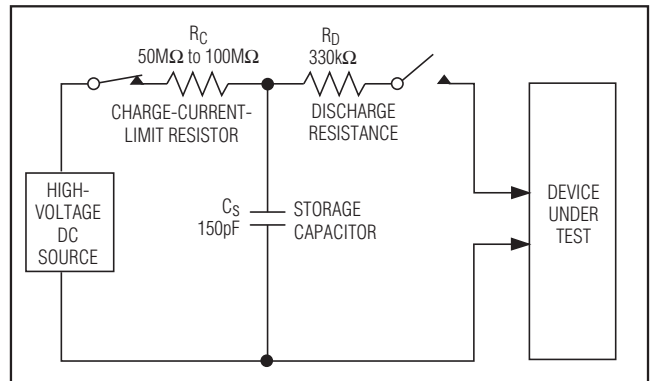 R_C
50MΩ to 100MΩ
CHARGE-CURRENT-
LIMIT RESISTOR
R_D
330kΩ
DISCHARGE
RESISTANCE
HIGH-
VOLTAGE
DC
SOURCE
C_S
150pF
STORAGE
CAPACITOR
DEVICE
UNDER
TEST